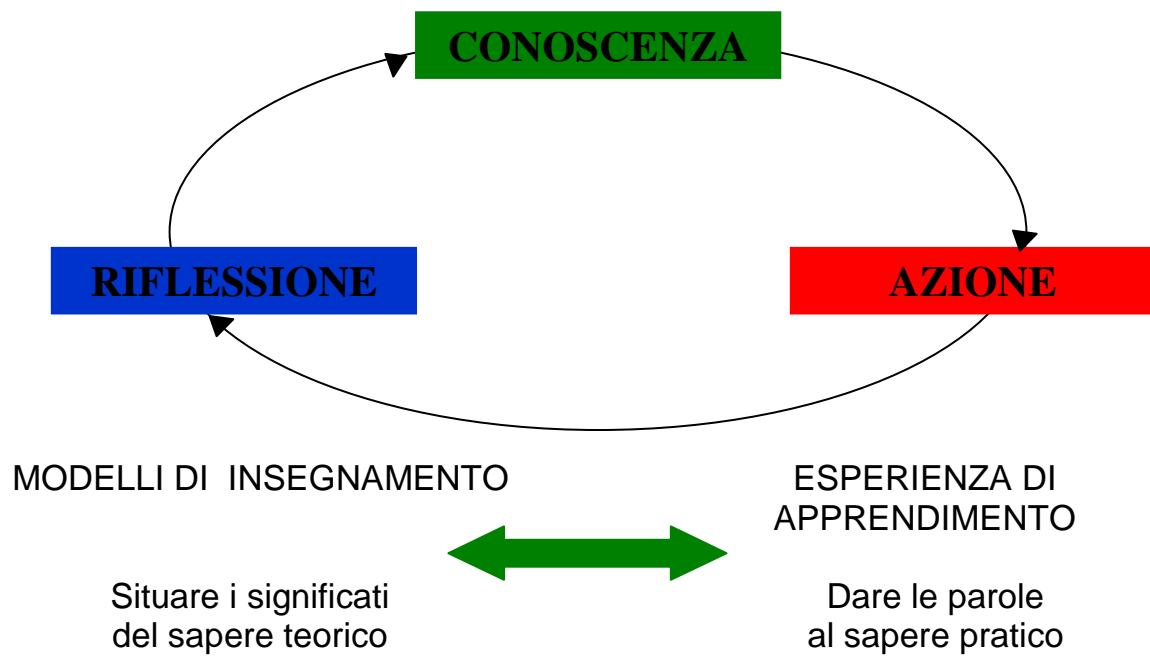 CONOSCENZA
RIFLESSIONE
AZIONE
MODELLI DI INSEGNAMENTO
ESPERIENZA DI
APPRENDIMENTO
Situare i significati
del sapere teorico
Dare le parole
al sapere pratico